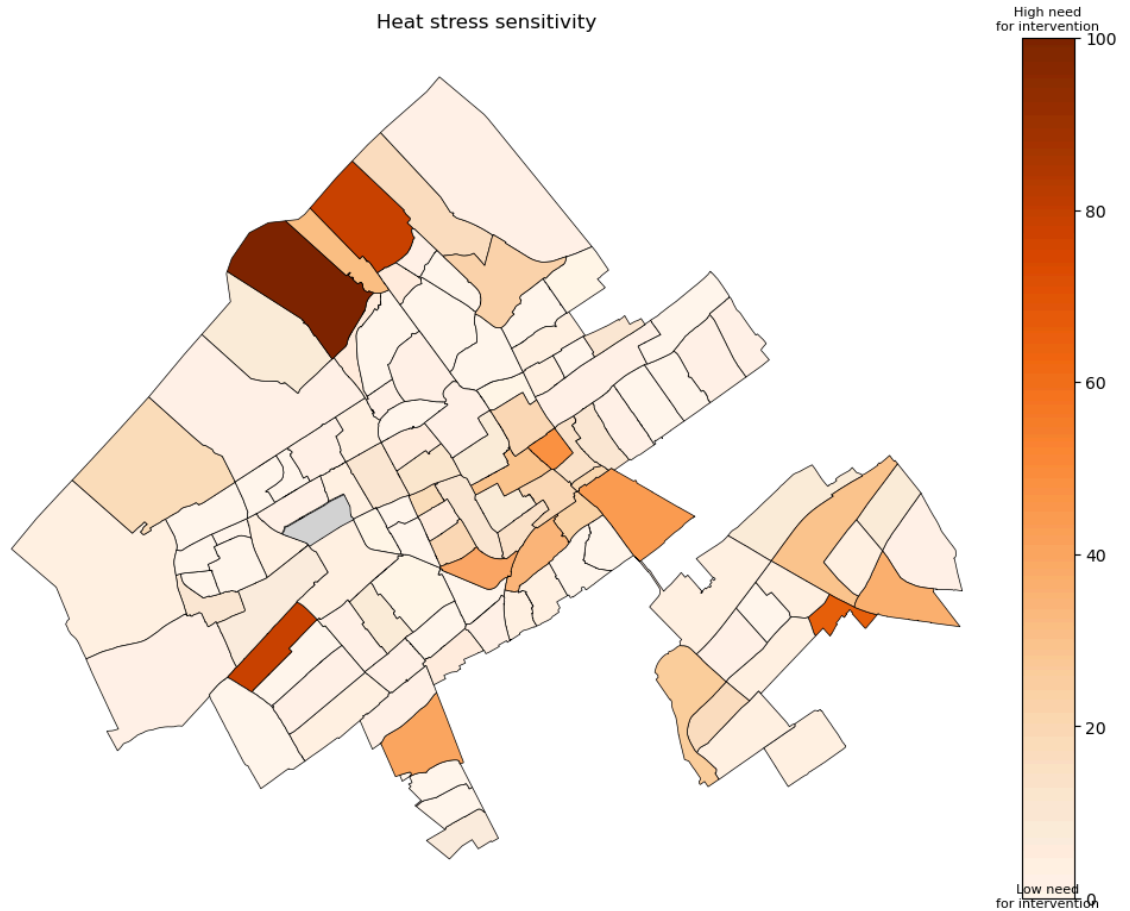 Heat stress sensitivity
High need
for intervention
100
80
60
40
20
0
Low need
for intervention